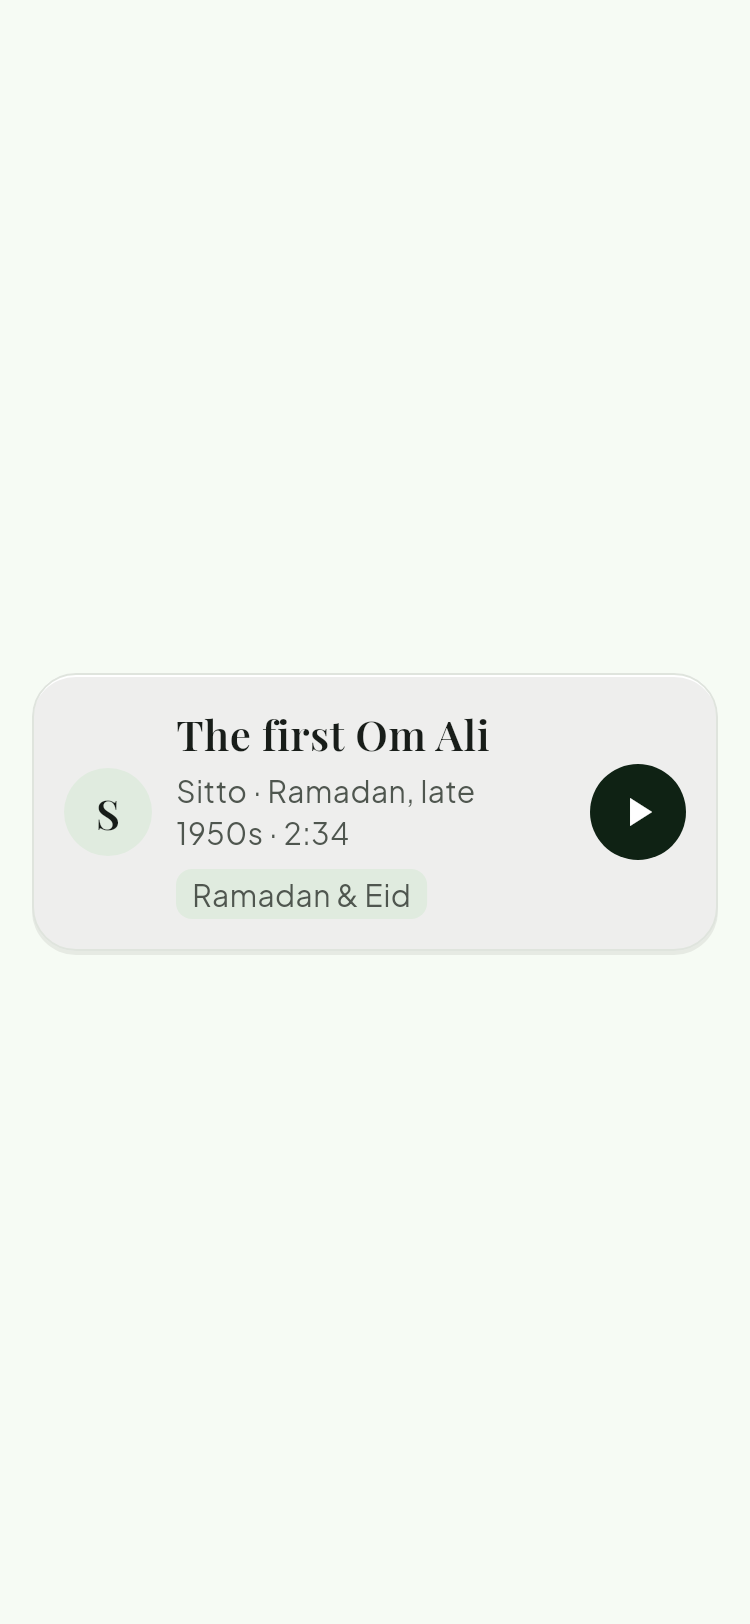 The first Om Ali
S
Sitto · Ramadan, late
1950s · 2:34
Ramadan & Eid